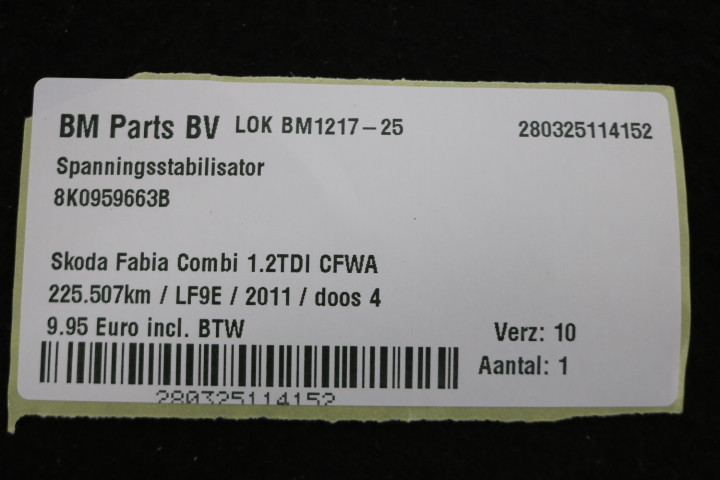 BM Parts BV LOK BM1217-25 280325114152
Spanningsstabilisator
8K0959663B
Skoda Fabia Combi 1.2TDI CFWA
225.507km / LF9E / 2011 / doos 4
9.95 Euro incl. BTW Verz: 10
Aantal: 1
280325114152